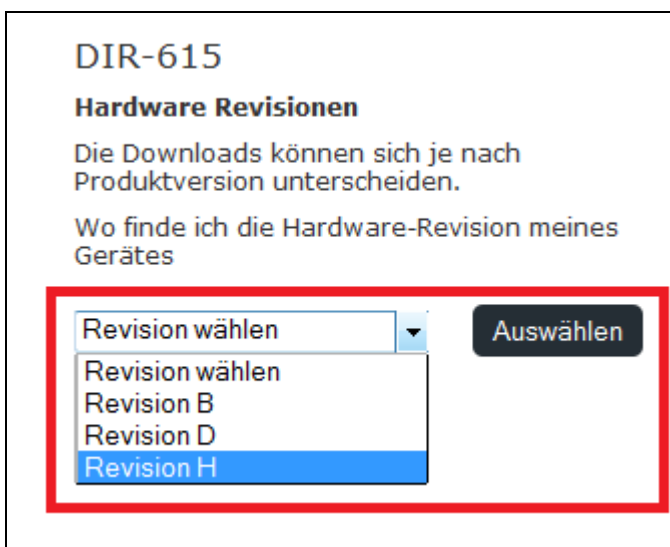 DIR-615
Hardware Revisionen
Die Downloads können sich je nach
Produktversion unterscheiden.
Wo finde ich die Hardware-Revision meines
Gerätes
Revision wählen
Auswählen
Revision wählen
Revision B
Revision D
Revision H